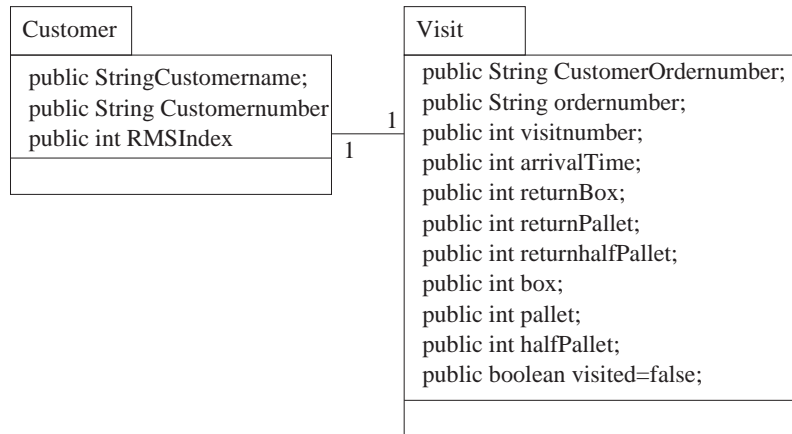 Customer
public StringCustomername;
public String Customernumber
public int RMSIndex
1
1
Visit
public String CustomerOrdernumber;
public String ordernumber;
public int visitnumber;
public int arrivalTime;
public int returnBox;
public int returnPallet;
public int returnhalfPallet;
public int box;
public int pallet;
public int halfPallet;
public boolean visited=false;